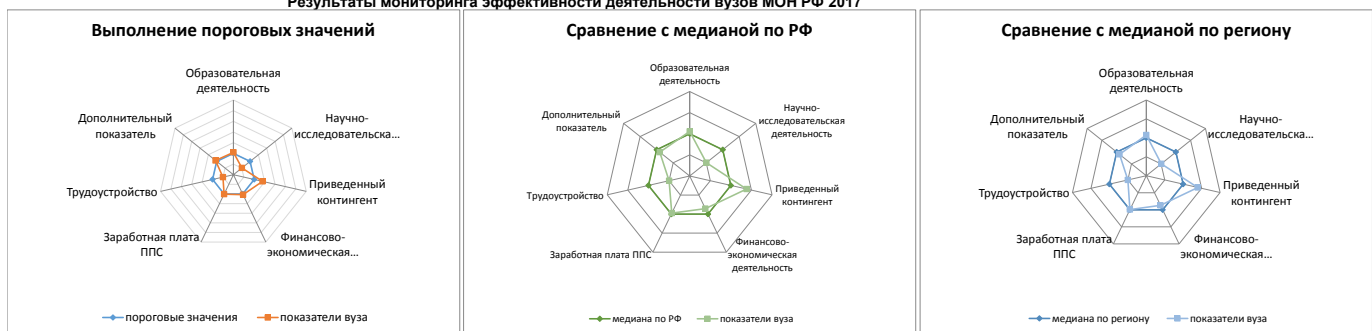 Результаты мониторинга эффективности деятельности вузов МОН РФ 2017
Выполнение пороговых значений
Образовательная
деятельность
Научно-
исследовательска...
Приведенный
контингент
Финансово-
экономическая...
Заработная плата
ППС
Трудоустройство
Дополнительный
показатель
пороговые значения
показатели вуза
Сравнение с медианой по РФ
Образовательная
деятельность
Научно-
исследовательская
деятельность
Приведенный
контингент
Финансово-
экономическая
деятельность
Заработная плата ППС
Трудоустройство
Дополнительный
показатель
медиана по РФ
показатели вуза
Сравнение с медианой по региону
Образовательная
деятельность
Научно-
исследовательска...
Приведенный
контингент
Финансово-
экономическая...
Заработная плата
ППС
Трудоустройство
Дополнительный
показатель
медиана по региону
показатели вуза